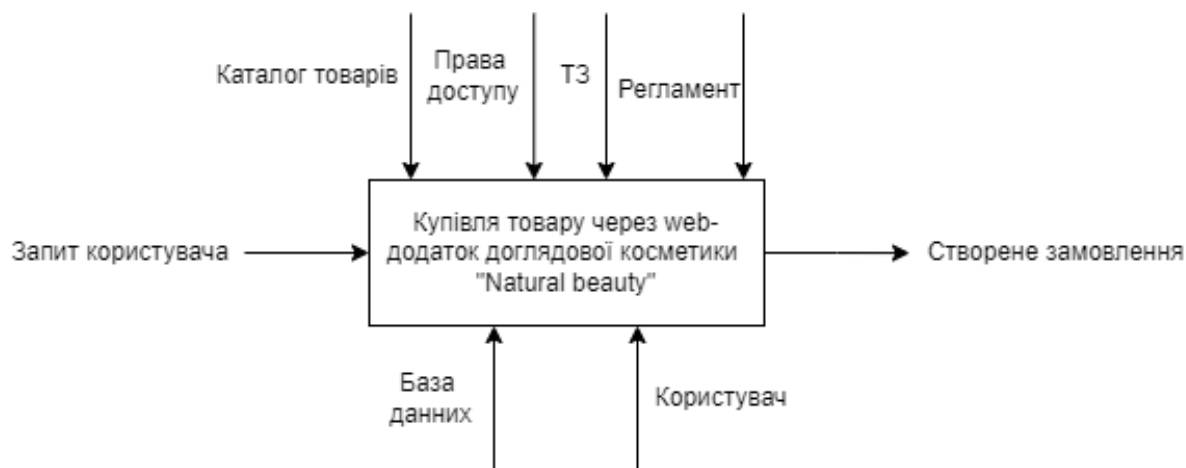 Каталог товарів
Права
доступу
ТЗ
Регламент
Запит користувача
Купівля товару через web-
додаток доглядової косметики
"Natural beauty"
Створене замовлення
База
данних
Користувач